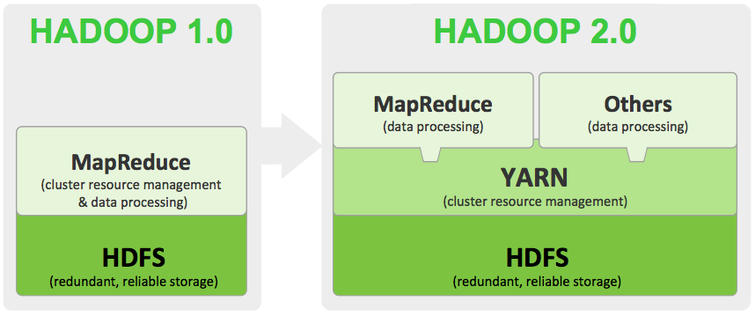 HADOOP 1.0
MapReduce
(cluster resource management
& data processing)
HDFS
(redundant, reliable storage)
HADOOP 2.0
MapReduce
(data processing)
Others
(data processing)
YARN
(cluster resource management)
HDFS
(redundant, reliable storage)